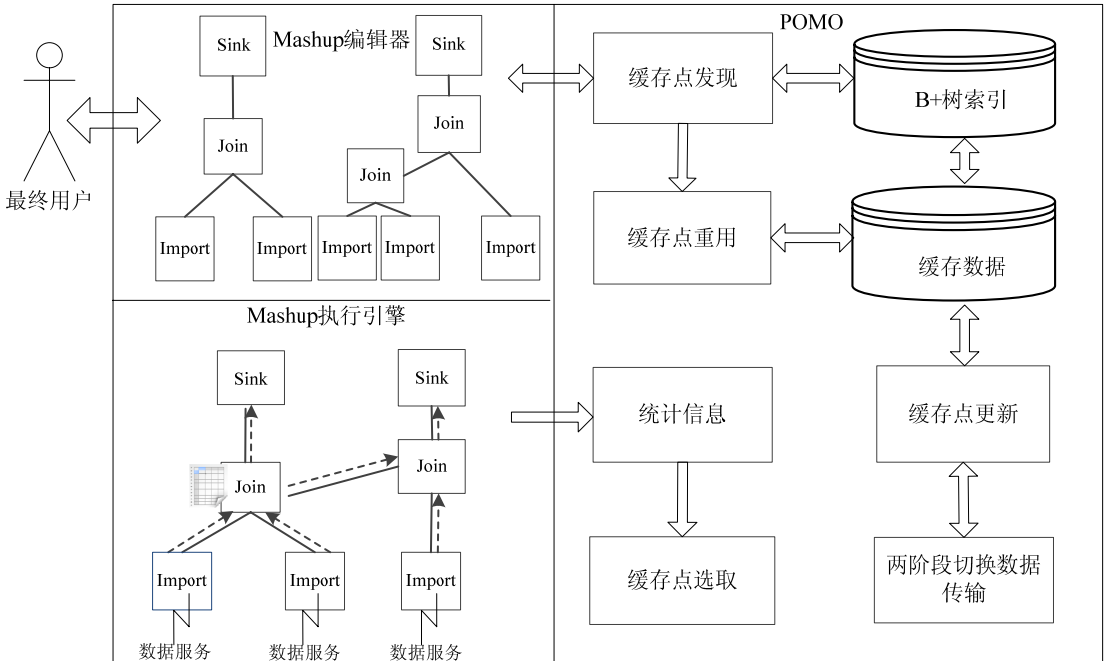 最终用户
Mashup编辑器
Sink
Sink
Join
Join
Join
Import
Import
Import
Import
Import
Mashup执行引擎
Sink
Sink
Join
Join
Import
Import
Import
数据服务
数据服务
数据服务
POMO
缓存点发现
B+树索引
缓存点重用
缓存数据
统计信息
缓存点更新
缓存点选取
两阶段切换数据
传输